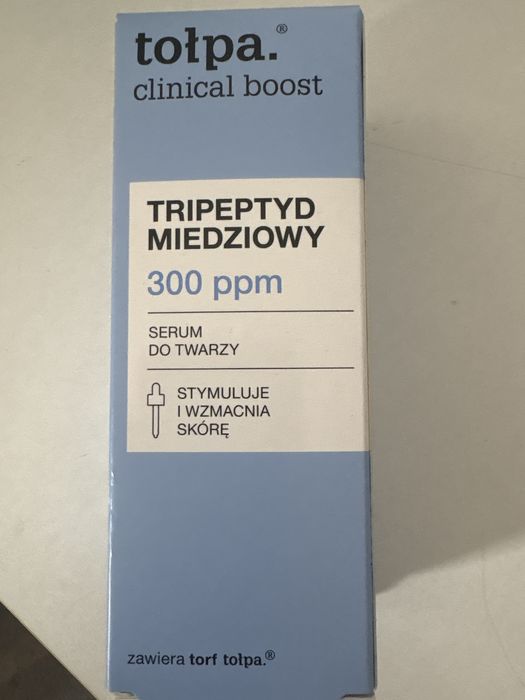 tołpa.®
clinical boost
TRIPEPTYD
MIEDZIOWY
300 ppm
SERUM
DO TWARZY
STYMULUJE
I WZMACNIA
SKÓRĘ
zawiera torf tołpa.®